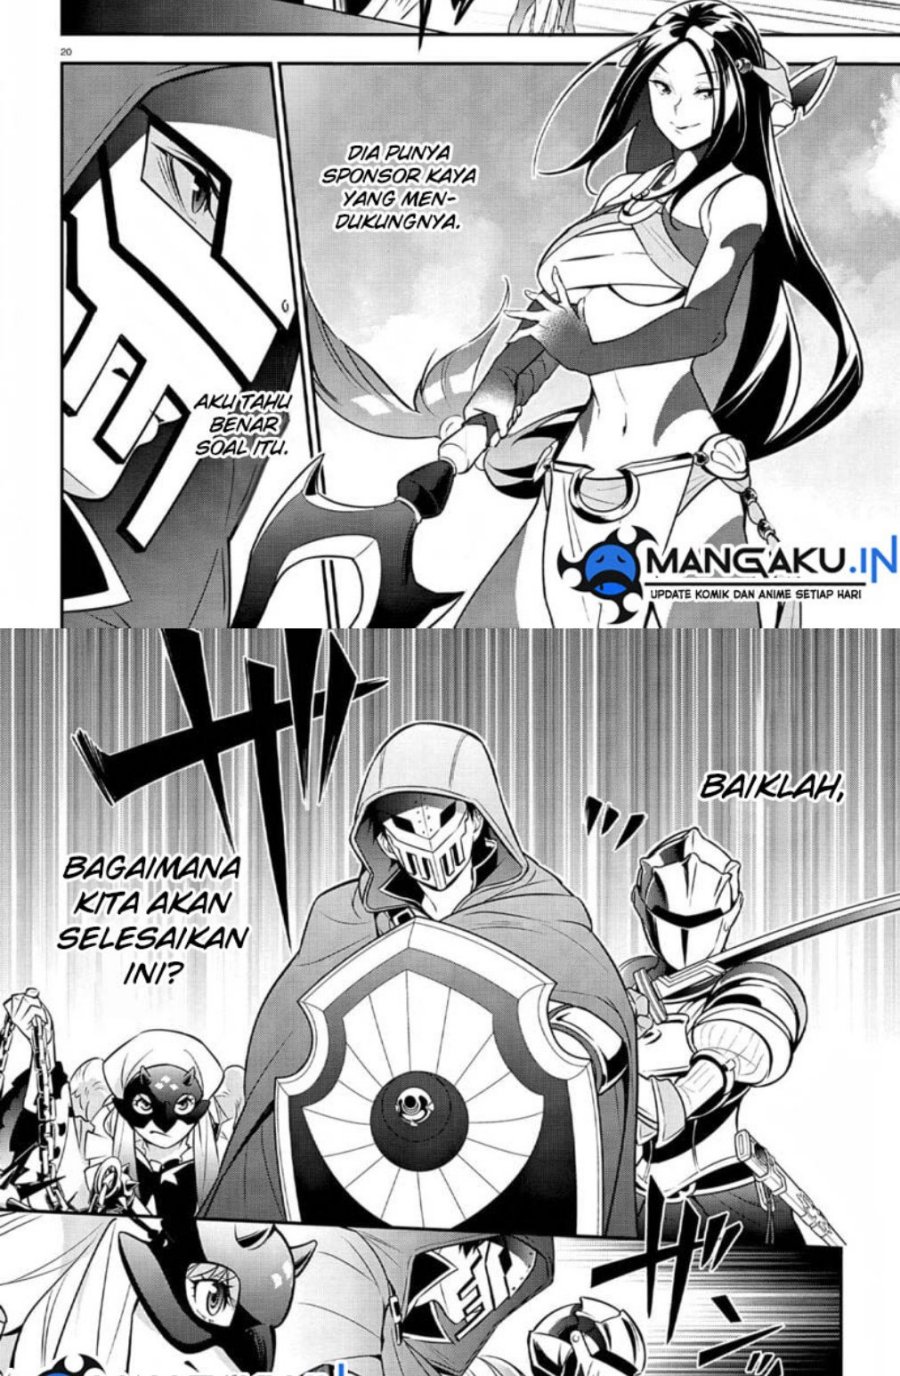 20
DIA PUNYA
SPONSOR KAYA
YANG MEN-
DUKUNGNYA.
AKU TAHU
BENAR
SOAL ITU.
MANGAKU.IN
UPDATE KOMIK DAN ANIME SETIAP HARI
BAIKLAH,
BAGAIMANA
KITA AKAN
SELESAIKAN
INI?